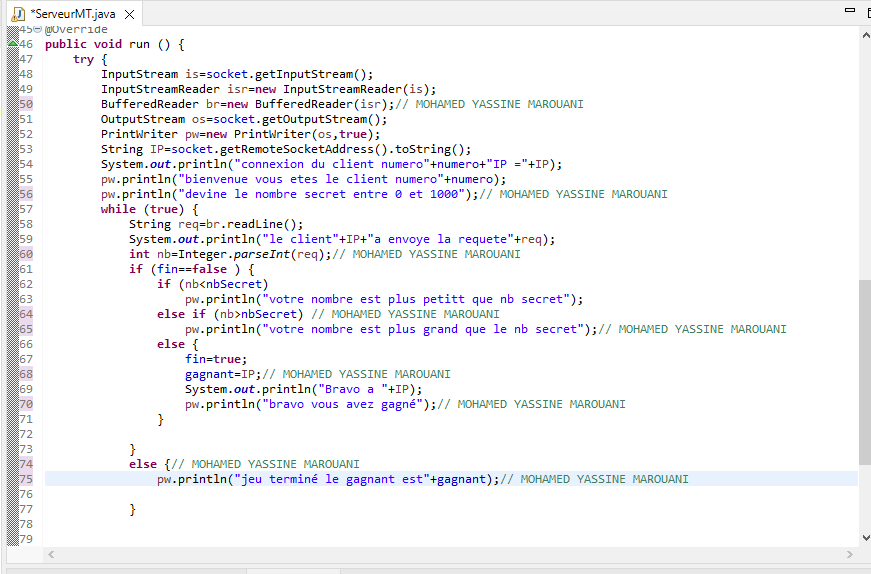 *ServeurMT.java
45 @Override
46 public void run () {
47 try {
48 InputStream is=socket.getInputStream();
49 InputStreamReader isr=new InputStreamReader(is);
50 BufferedReader br=new BufferedReader(isr);// MOHAMED YASSINE MAROUANI
51 OutputStream os=socket.getOutputStream();
52 PrintWriter pw=new PrintWriter(os,true);
53 String IP=socket.getRemoteSocketAddress().toString();
54 System.out.println("connexion du client numero"+numero+"IP ="+IP);
55 pw.println("bienvenue vous etes le client numero"+numero);
56 pw.println("devine le nombre secret entre 0 et 1000");// MOHAMED YASSINE MAROUANI
57 while (true) {
58 String req=br.readLine();
59 System.out.println("le client"+IP+"a envoye la requete"+req);
60 int nb=Integer.parseInt(req);// MOHAMED YASSINE MAROUANI
61 if (fin==false ) {
62 if (nb<nbSecret)
63 pw.println("votre nombre est plus petitt que nb secret");
64 else if (nb>nbSecret) // MOHAMED YASSINE MAROUANI
65 pw.println("votre nombre est plus grand que le nb secret");// MOHAMED YASSINE MAROUANI
66 else {
67 fin=true;
68 gagnant=IP;// MOHAMED YASSINE MAROUANI
69 System.out.println("Bravo a "+IP);
70 pw.println("bravo vous avez gagné");// MOHAMED YASSINE MAROUANI
71 }
72
73 }
74 else {// MOHAMED YASSINE MAROUANI
75 pw.println("jeu terminé le gagnant est"+gagnant);// MOHAMED YASSINE MAROUANI
76
77 }
78
79